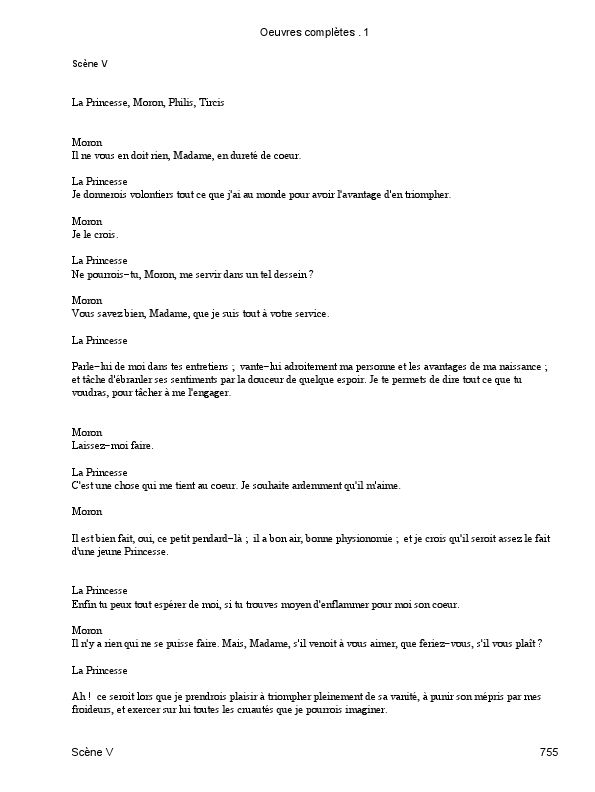 Oeuvres complètes . 1
Scène V
La Princesse, Moron, Philis, Tircis
Moron
Il ne vous en doit rien, Madame, en dureté de coeur.
La Princesse
Je donnerois volontiers tout ce que j'ai au monde pour avoir l'avantage d'en triompher.
Moron
Je le crois.
La Princesse
Ne pourrois−tu, Moron, me servir dans un tel dessein ?
Moron
Vous savez bien, Madame, que je suis tout à votre service.
La Princesse
Parle−lui de moi dans tes entretiens ; vante−lui adroitement ma personne et les avantages de ma naissance ;
et tâche d'ébranler ses sentiments par la douceur de quelque espoir. Je te permets de dire tout ce que tu
voudras, pour tâcher à me l'engager.
Moron
Laissez−moi faire.
La Princesse
C'est une chose qui me tient au coeur. Je souhaite ardemment qu'il m'aime.
Moron
Il est bien fait, oui, ce petit pendard−là ; il a bon air, bonne physionomie ; et je crois qu'il seroit assez le fait
d'une jeune Princesse.
La Princesse
Enfin tu peux tout espérer de moi, si tu trouves moyen d'enflammer pour moi son coeur.
Moron
Il n'y a rien qui ne se puisse faire. Mais, Madame, s'il venoit à vous aimer, que feriez−vous, s'il vous plaît ?
La Princesse
Ah ! ce seroit lors que je prendrois plaisir à triompher pleinement de sa vanité, à punir son mépris par mes
froideurs, et exercer sur lui toutes les cruautés que je pourrois imaginer.
Scène V 755